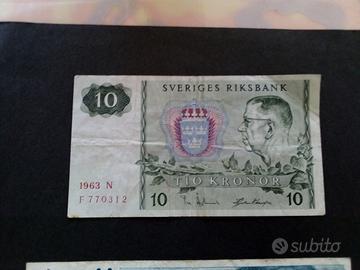 SVERIGES RIKSBANK
10
1963 N
F 770312
TIO KRONOR
10
10
subito